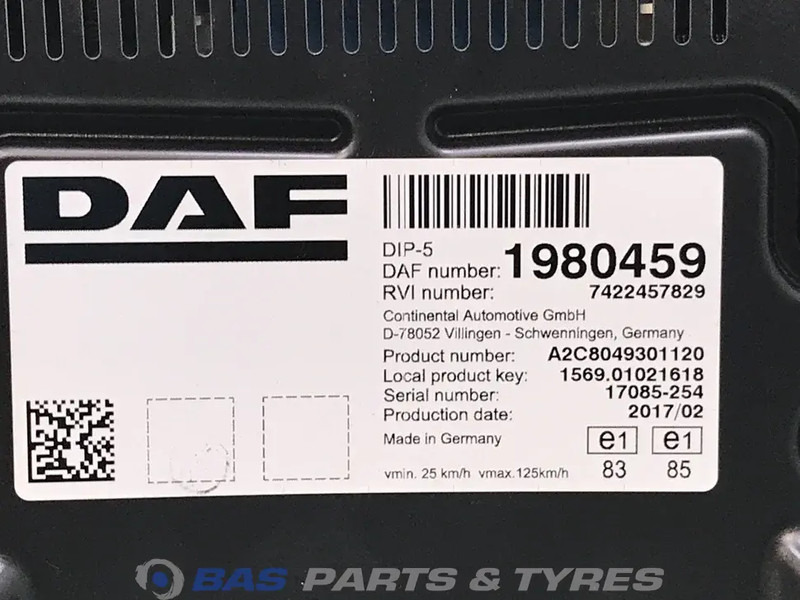 DAF
DIP-5
DAF number: 1980459
RVI number: 7422457829
Continental Automotive GmbH
D-78052 Villingen - Schwenningen, Germany
Product number: A2C8049301120
Local product key: 1569.01021618
Serial number: 17085-254
Production date: 2017/02
Made in Germany e1 e1
vmin. 25 km/h vmax.125km/h 83 85
BAS PARTS & TYRES